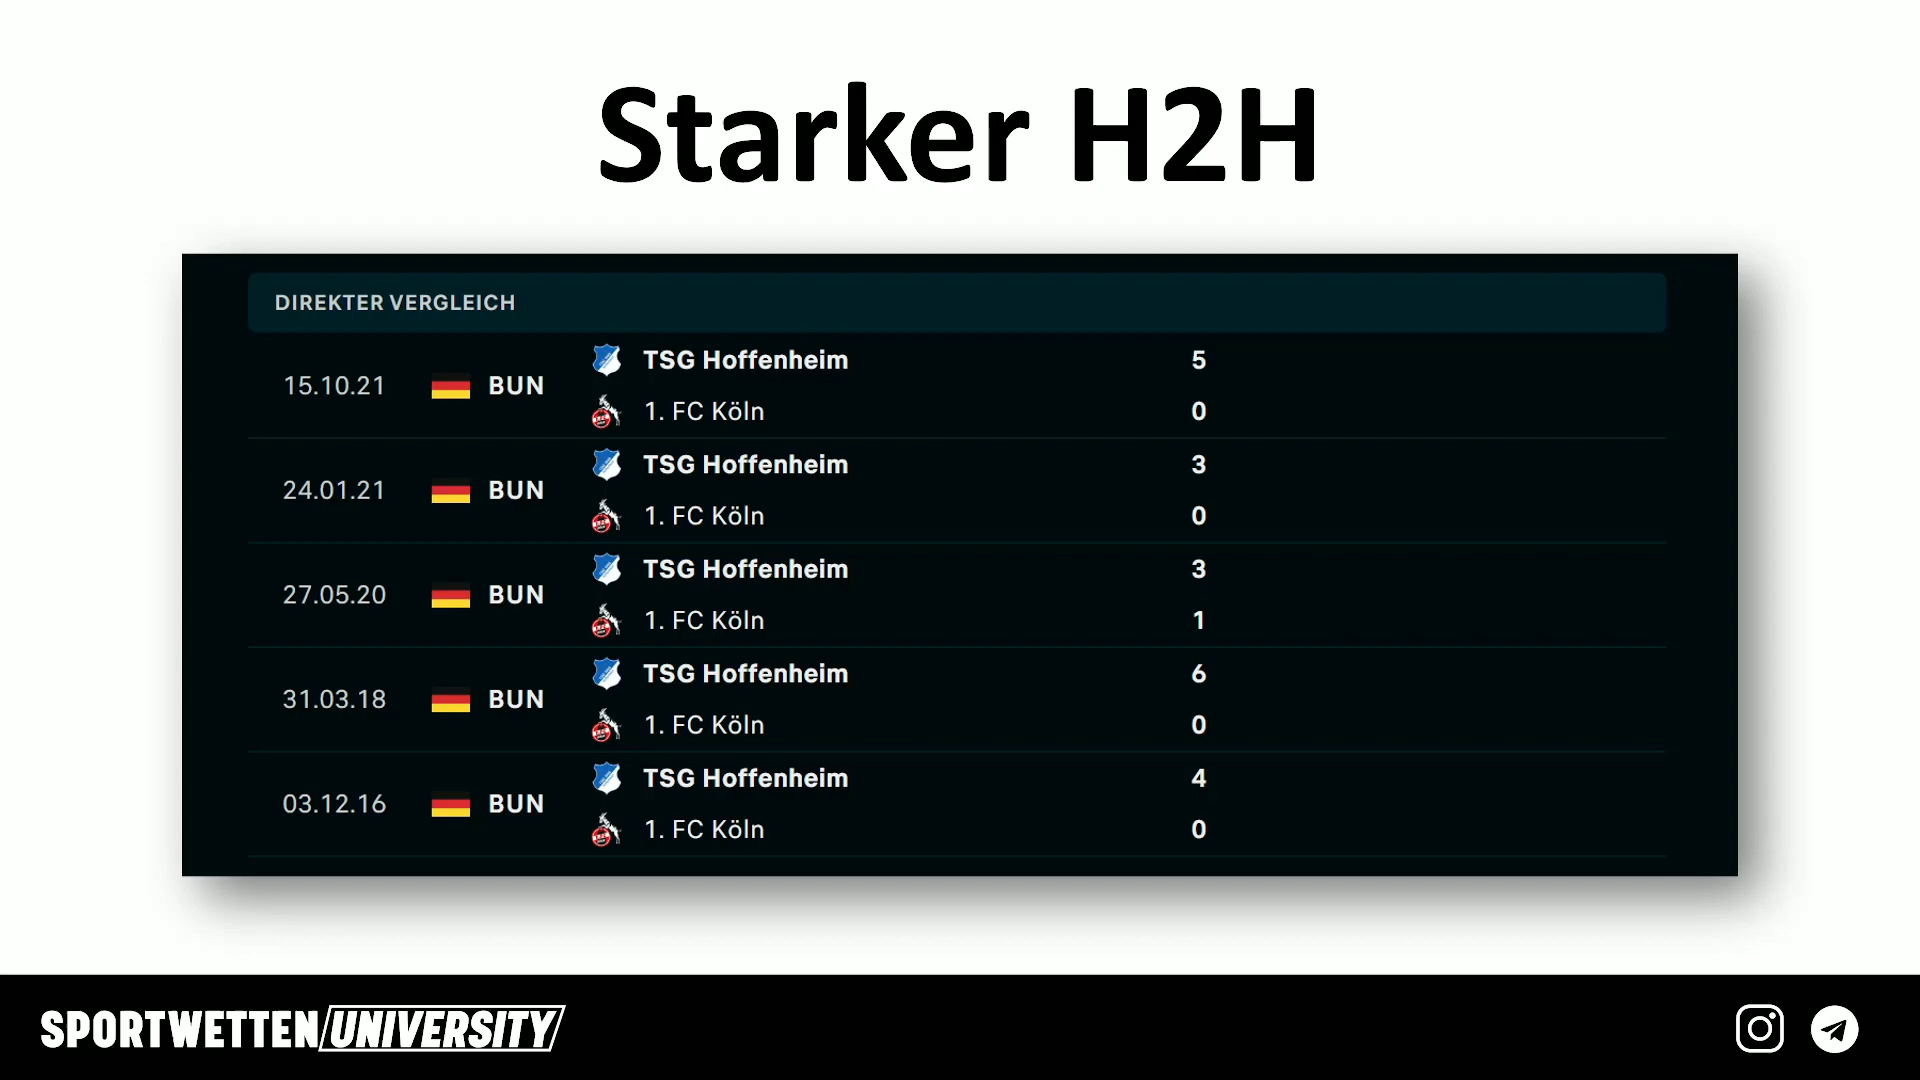 Starker H2H
DIREKTER VERGLEICH
15.10.21 BUN TSG Hoffenheim 5
1. FC Köln 0
24.01.21 BUN TSG Hoffenheim 3
1. FC Köln 0
27.05.20 BUN TSG Hoffenheim 3
1. FC Köln 1
31.03.18 BUN TSG Hoffenheim 6
1. FC Köln 0
03.12.16 BUN TSG Hoffenheim 4
1. FC Köln 0
SPORTWETTEN UNIVERSITY